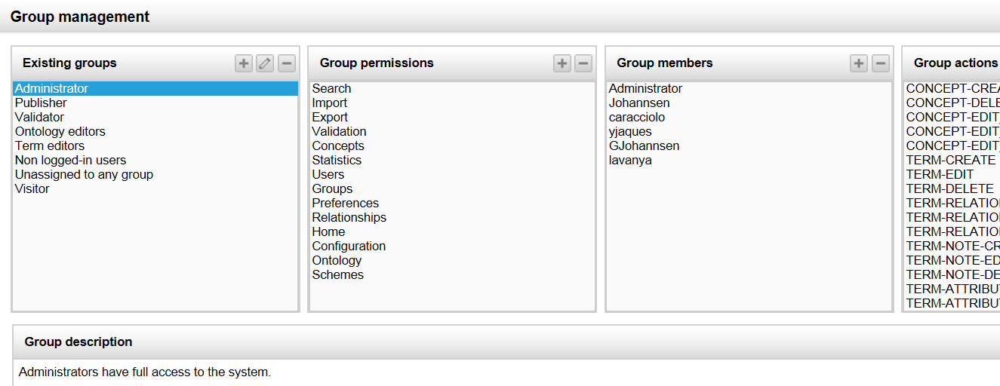 Group management
Existing groups
Administrator
Publisher
Validator
Ontology editors
Term editors
Non logged-in users
Unassigned to any group
Visitor
Group permissions
Search
Import
Export
Validation
Concepts
Statistics
Users
Groups
Preferences
Relationships
Home
Configuration
Ontology
Schemes
Group members
Administrator
Johannsen
caracciolo
yjaques
GJohannsen
lavanya
Group actions
CONCEPT-CREA
CONCEPT-DELE
CONCEPT-EDIT_
CONCEPT-EDIT_
CONCEPT-EDIT_
TERM-CREATE
TERM-EDIT
TERM-DELETE
TERM-RELATIO
TERM-RELATIO
TERM-RELATIO
TERM-NOTE-CR
TERM-NOTE-ED
TERM-NOTE-DE
TERM-ATTRIBU
TERM-ATTRIBU
Group description
Administrators have full access to the system.